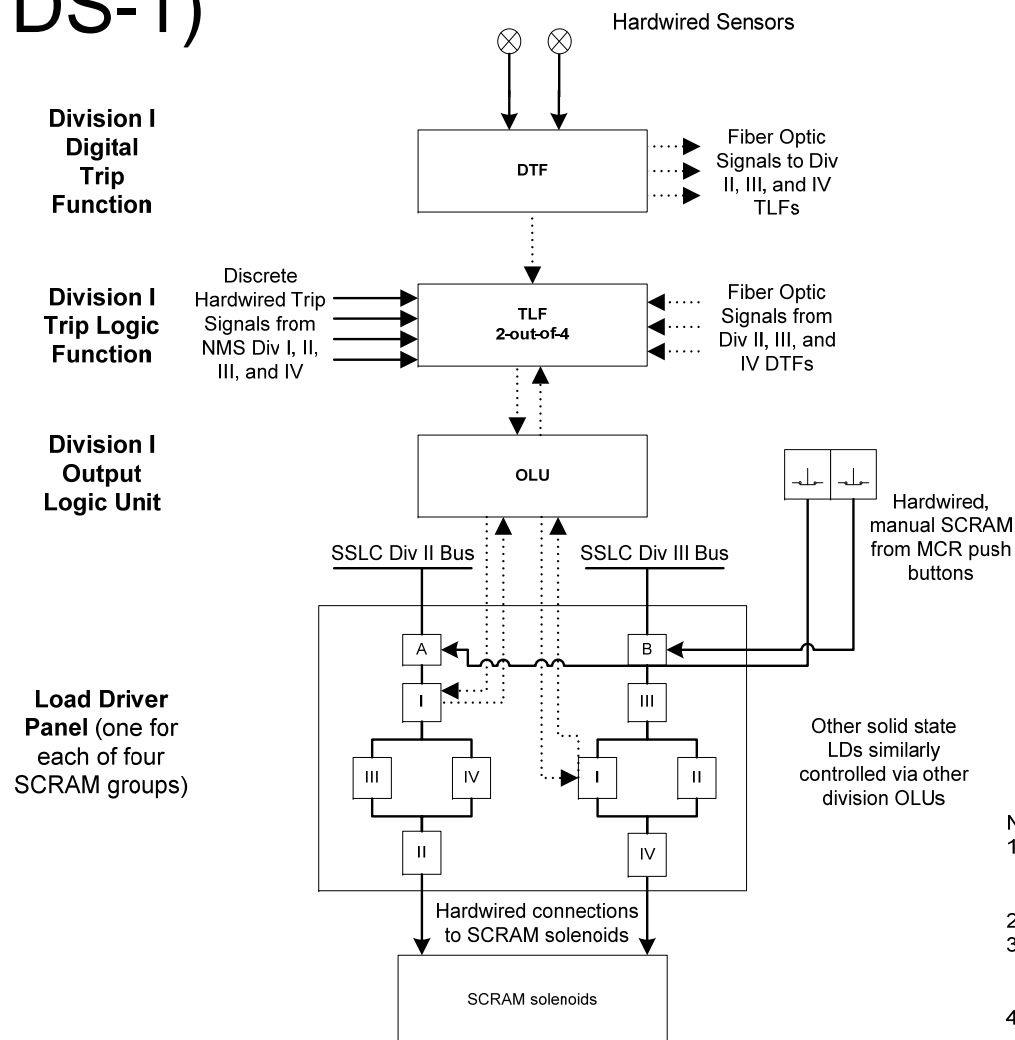 DS-1)
Hardwired Sensors
Division I
Digital
Trip
Function
DTF
Fiber Optic
Signals to Div
II, III, and IV
TLFs
Division I
Trip Logic
Function
Discrete
Hardwired Trip
Signals from
NMS Div I, II,
III, and IV
TLF
2-out-of-4
Fiber Optic
Signals from
Div II, III, and
IV DTFs
Division I
Output
Logic Unit
OLU
Hardwired,
manual SCRAM
from MCR push
buttons
SSLC Div II Bus
SSLC Div III Bus
A
B
I
III
III
IV
I
II
II
IV
Load Driver
Panel (one for
each of four
SCRAM groups)
Other solid state
LDs similarly
controlled via other
division OLUs
N
1
2
3
4
Hardwired connections
to SCRAM solenoids
SCRAM solenoids